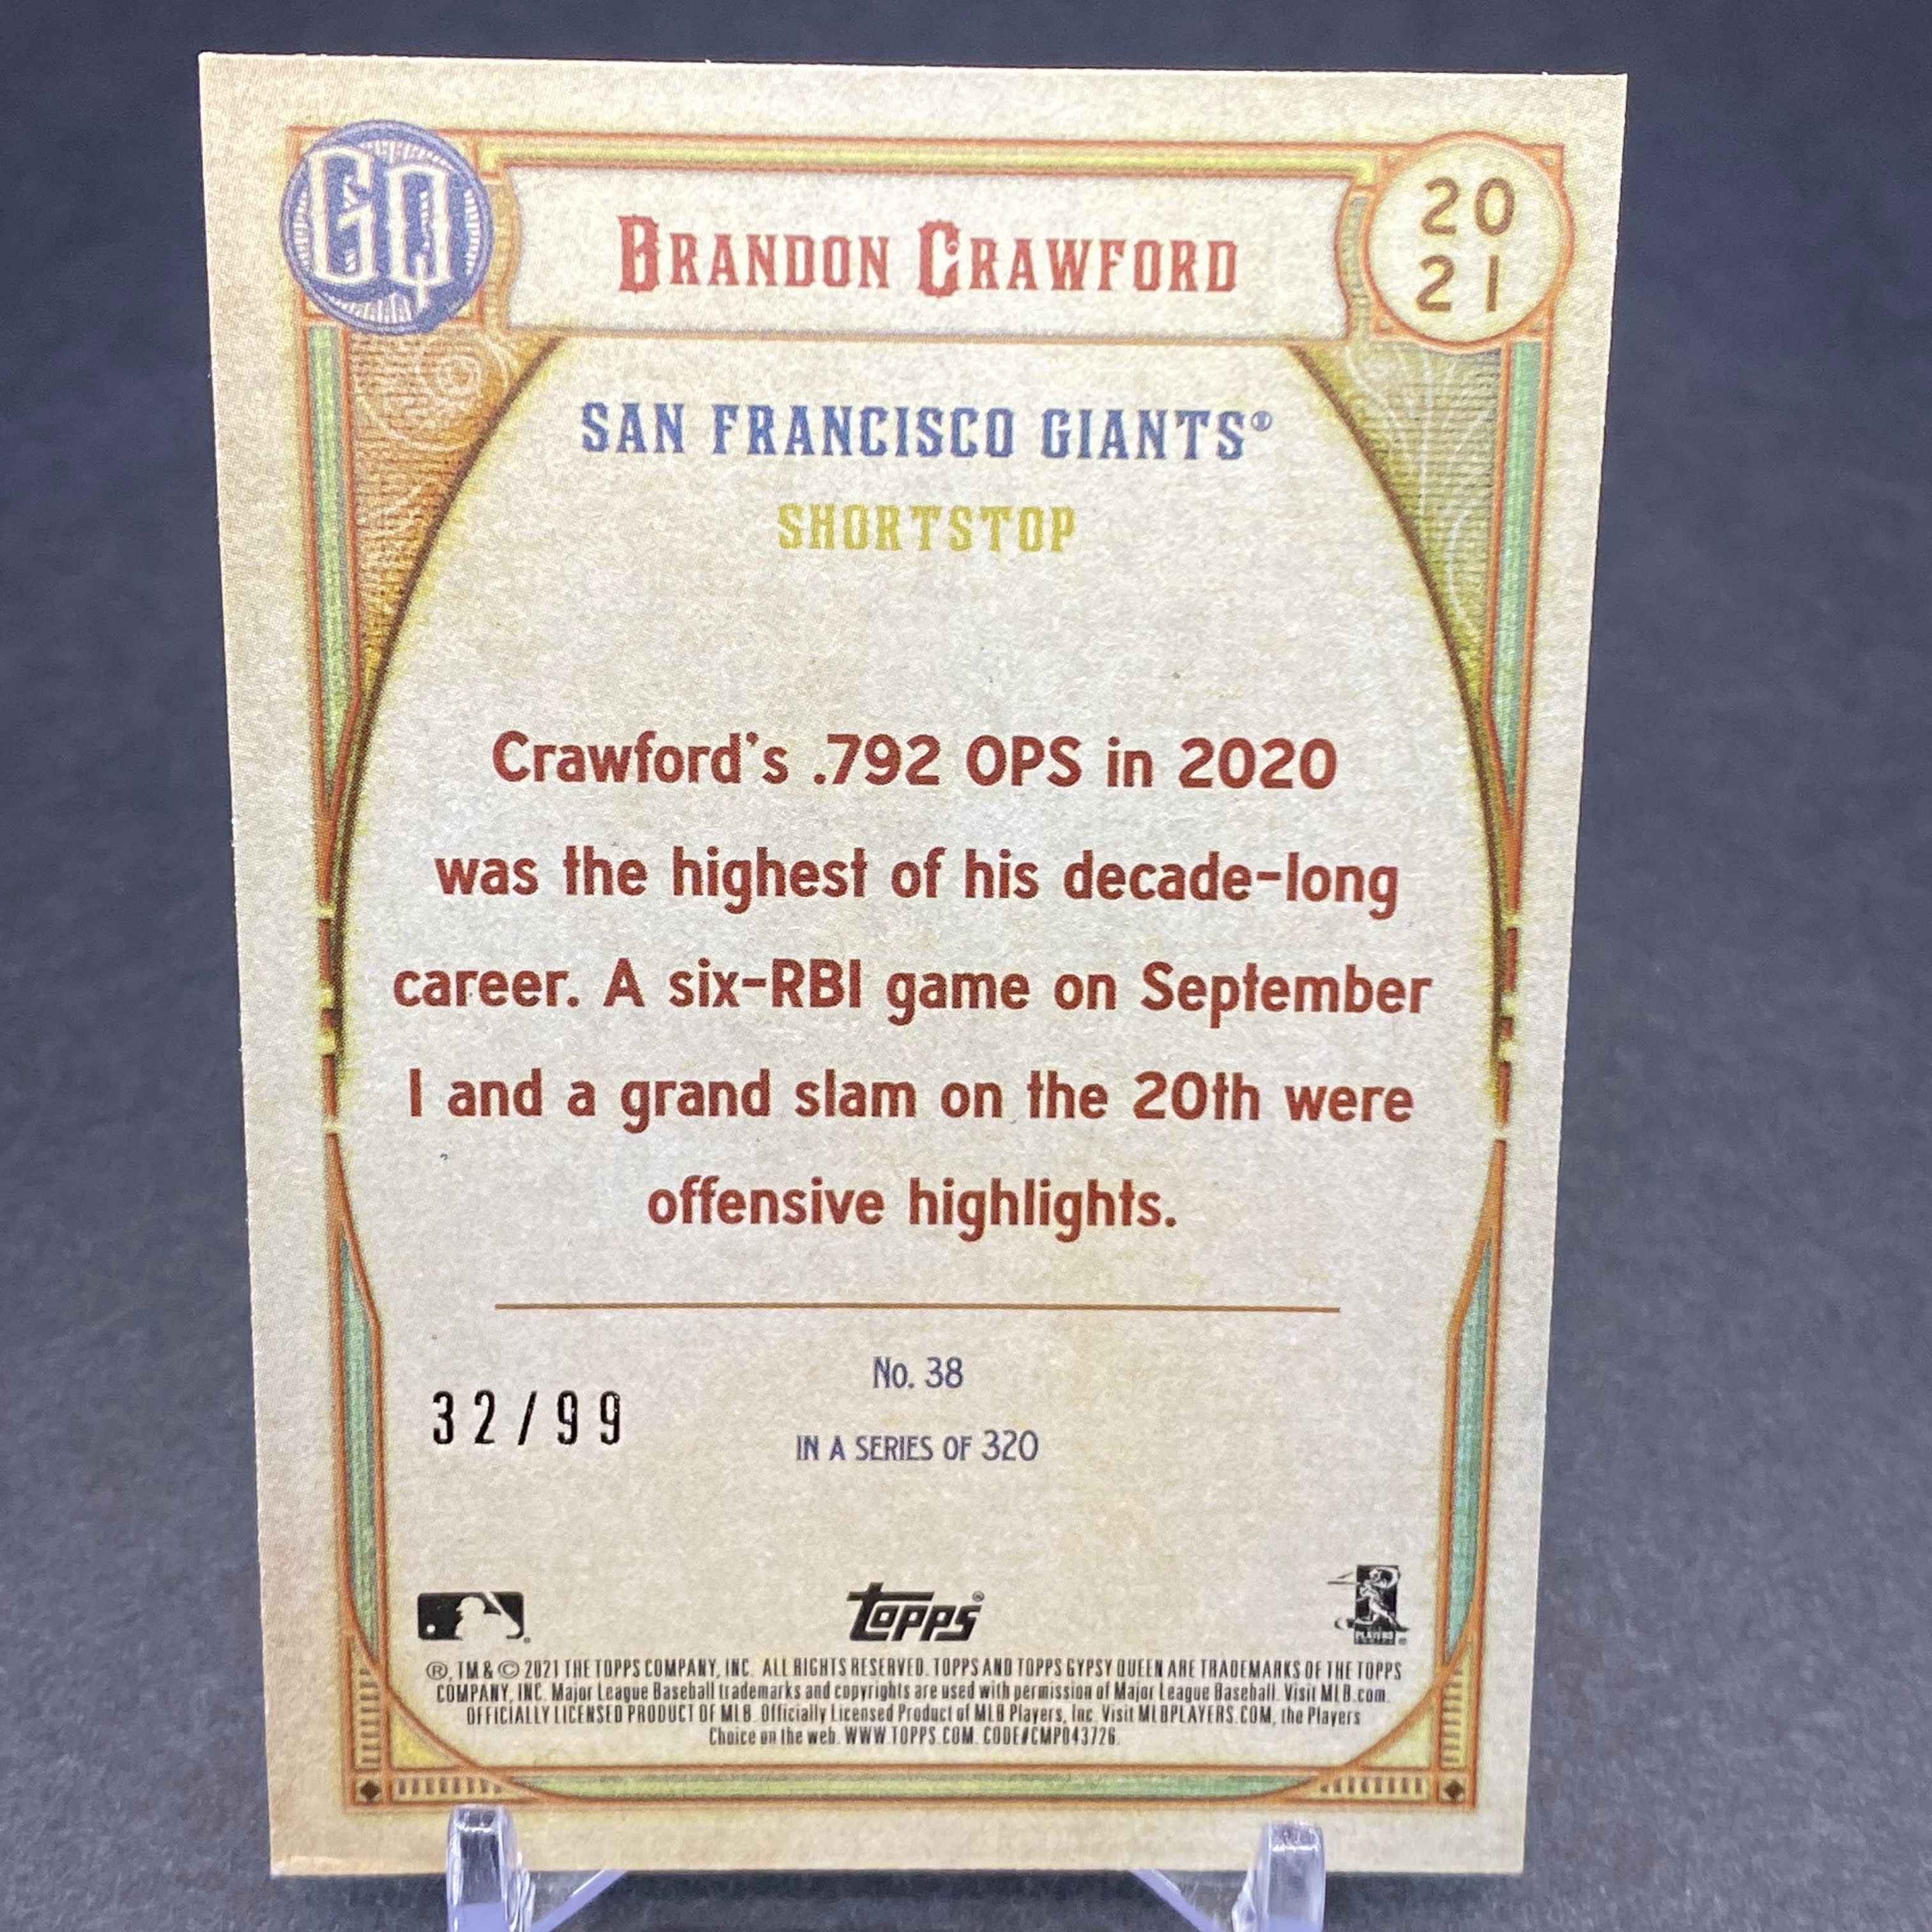 GQ
BRANDON CRAWFORD
20
21
SAN FRANCISCO GIANTS®
SHORTSTOP
Crawford's .792 OPS in 2020
was the highest of his decade-long
career. A six-RBI game on September
1 and a grand slam on the 20th were
offensive highlights.
No. 38
32/99
IN A SERIES OF 320
topps®
PLAYERS
®, TM & © 2021 THE TOPPS COMPANY, INC. ALL RIGHTS RESERVED. TOPPS AND TOPPS GYPSY QUEEN ARE TRADEMARKS OF THE TOPPS
COMPANY, INC. Major League Baseball trademarks and copyrights are used with permission of Major League Baseball. Visit MLB.com.
OFFICIALLY LICENSED PRODUCT OF MLB Officially Licensed Product of MLB Players, Inc. Visit MLBPLAYERS.COM, the Players
Choice on the web. WWW.TOPPS.COM. CODE#CMP043726.